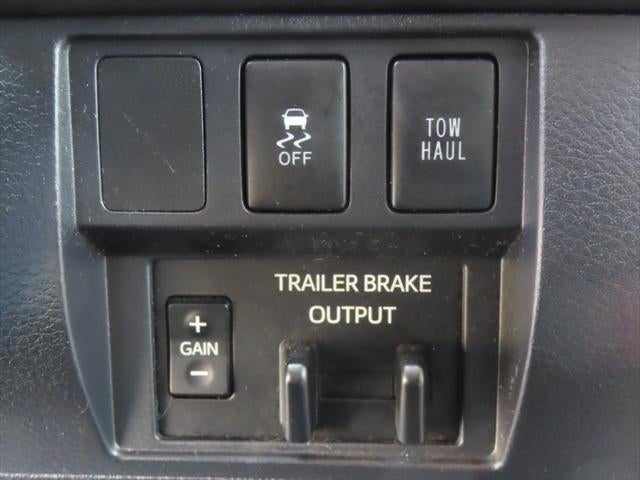 OFF
TOW
HAUL
TRAILER BRAKE
OUTPUT
+
GAIN
-